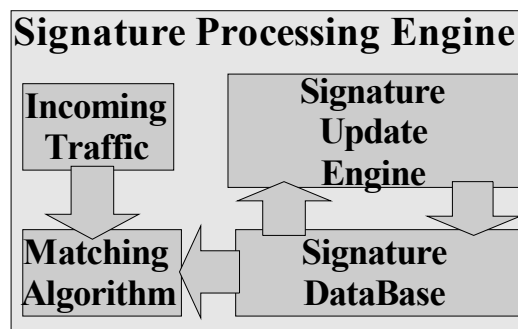 Signature Processing Engine
Incoming
Traffic
Signature
Update
Engine
Matching
Algorithm
Signature
DataBase